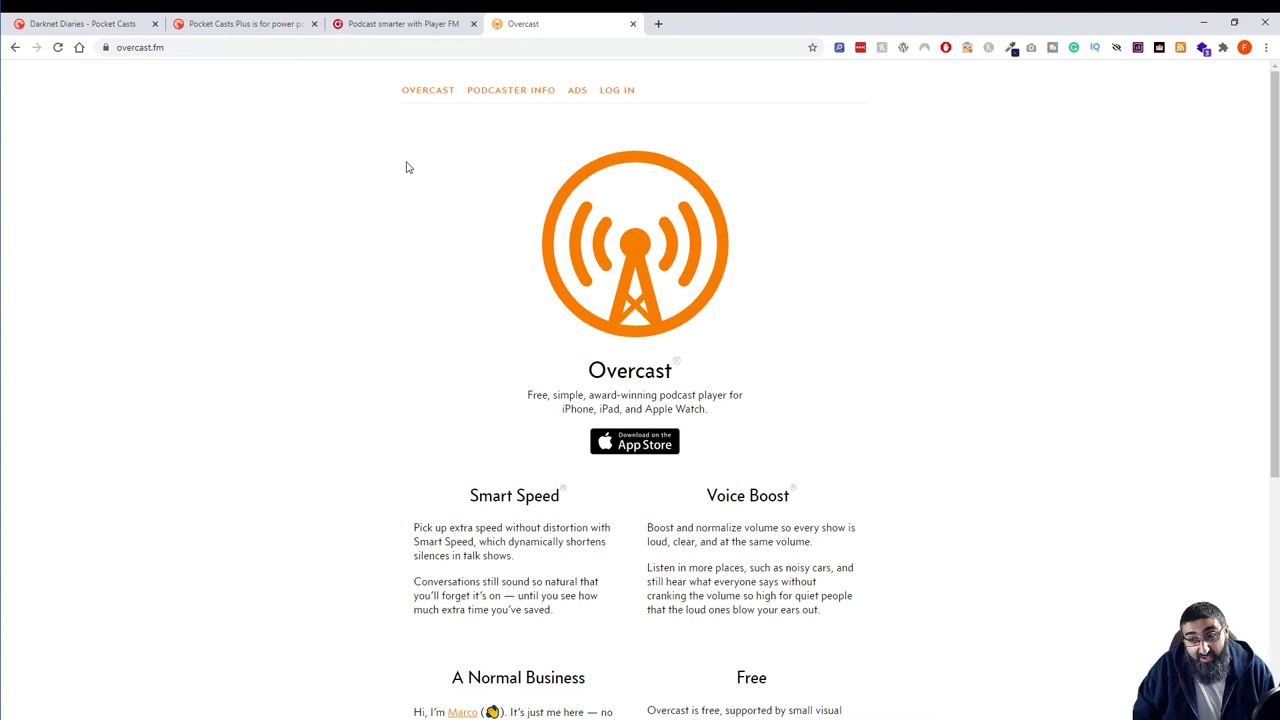 Darknet Diaries - Pocket Casts
Pocket Casts Plus is for power po
Podcast smarter with Player FM
Overcast
overcast.fm
OVERCAST PODCASTER INFO ADS LOG IN
Overcast®
Free, simple, award-winning podcast player for
iPhone, iPad, and Apple Watch.
Download on the
App Store
Smart Speed®
Pick up extra speed without distortion with
Smart Speed, which dynamically shortens
silences in talk shows.
Conversations still sound so natural that
you'll forget it's on — until you see how
much extra time you've saved.
Voice Boost®
Boost and normalize volume so every show is
loud, clear, and at the same volume.
Listen in more places, such as noisy cars, and
still hear what everyone says without
cranking the volume so high for quiet people
that the loud ones blow your ears out.
A Normal Business
Hi, I'm Marco (👋). It's just me here — no
Free
Overcast is free, supported by small visual